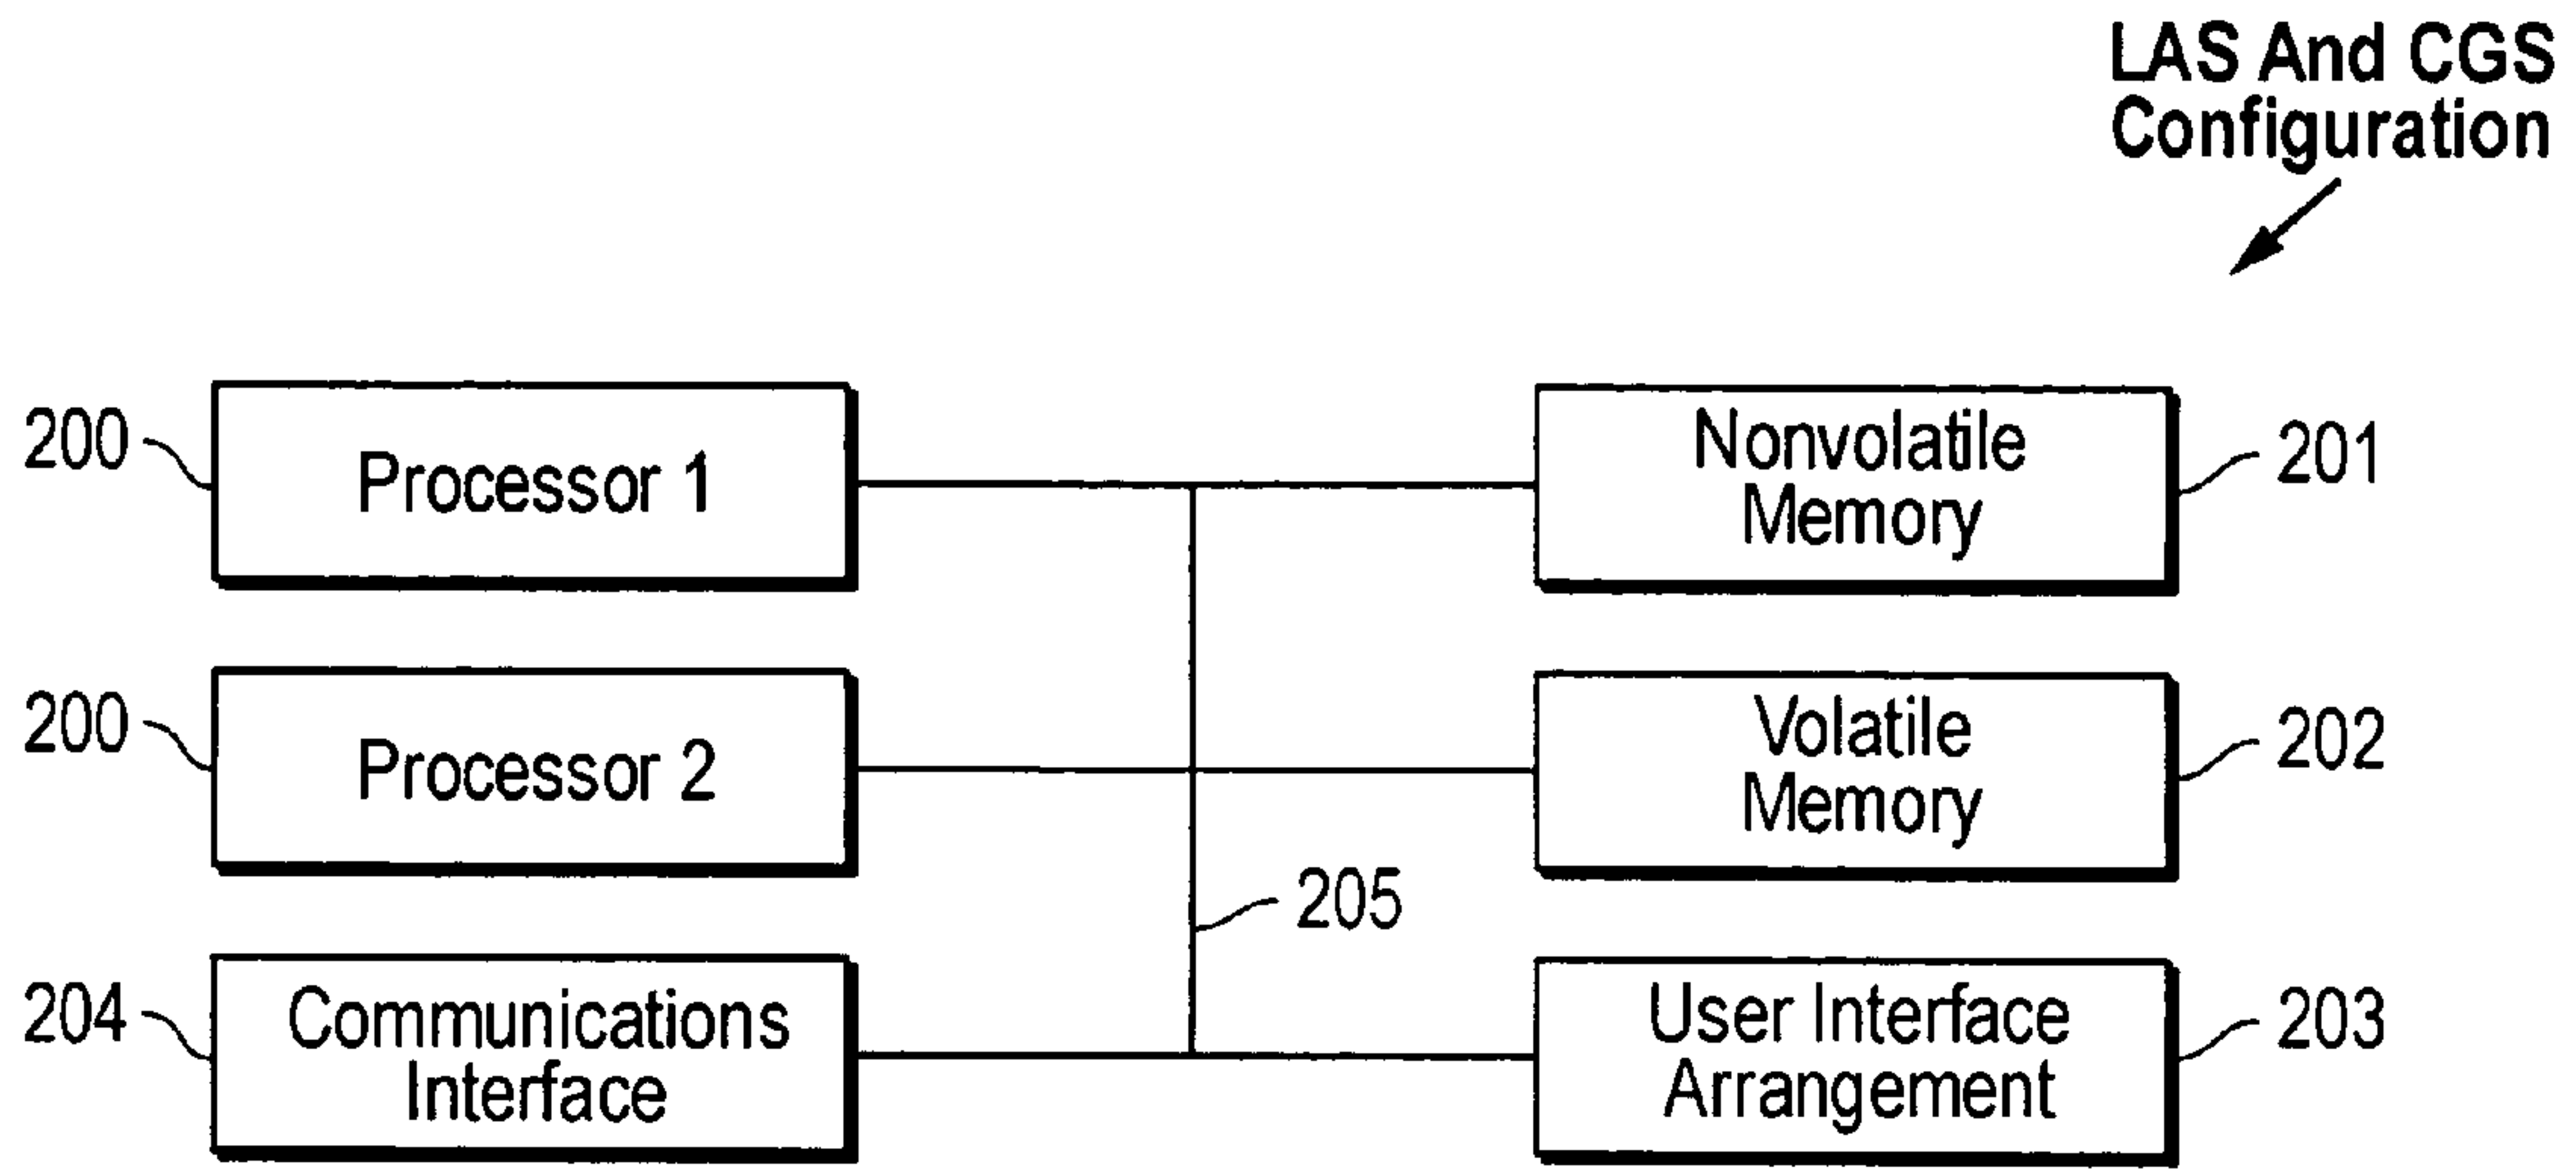 LAS And CGS
Configuration
200
Processor 1
Nonvolatile
Memory
201
200
Processor 2
Volatile
Memory
202
205
204
Communications
Interface
User Interface
Arrangement
203